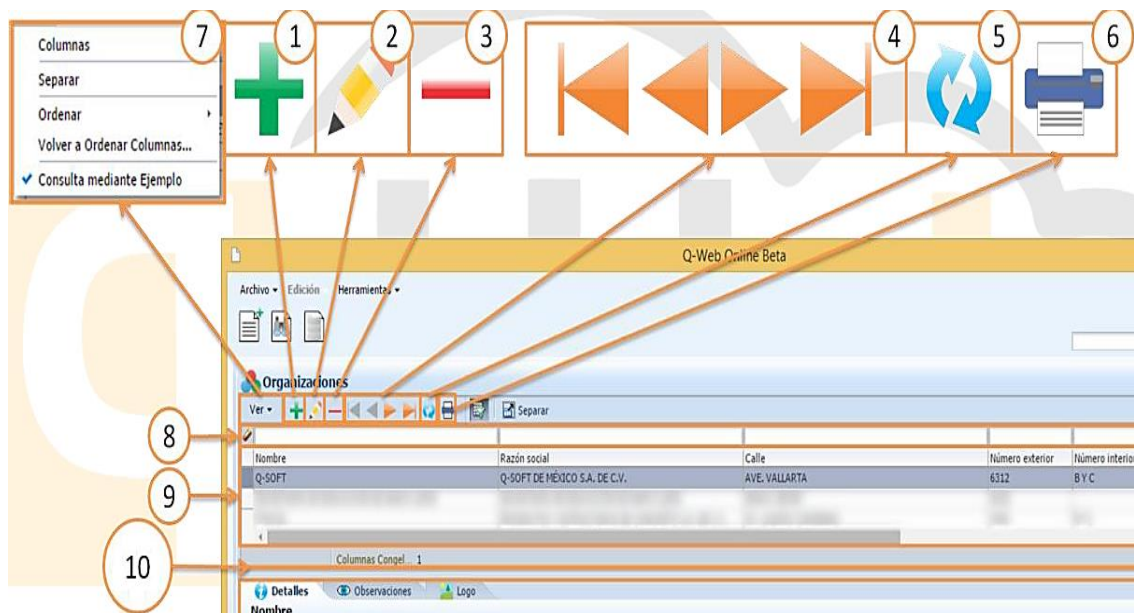 Columnas
Separar
Ordenar
Volver a Ordenar Columnas...
Consulta mediante Ejemplo
7
1
2
3
4
5
6
Q-Web Online Beta
Archivo Edición Herramientas
Organizaciones
Ver Separar
8
Nombre Razón social Calle Número exterior Número interior
Q-SOFT Q-SOFT DE MÉXICO S.A. DE C.V. AVE. VALLARTA 6312 B Y C
9
10
Columnas Congel... 1
Detalles Observaciones Logo
Nombre